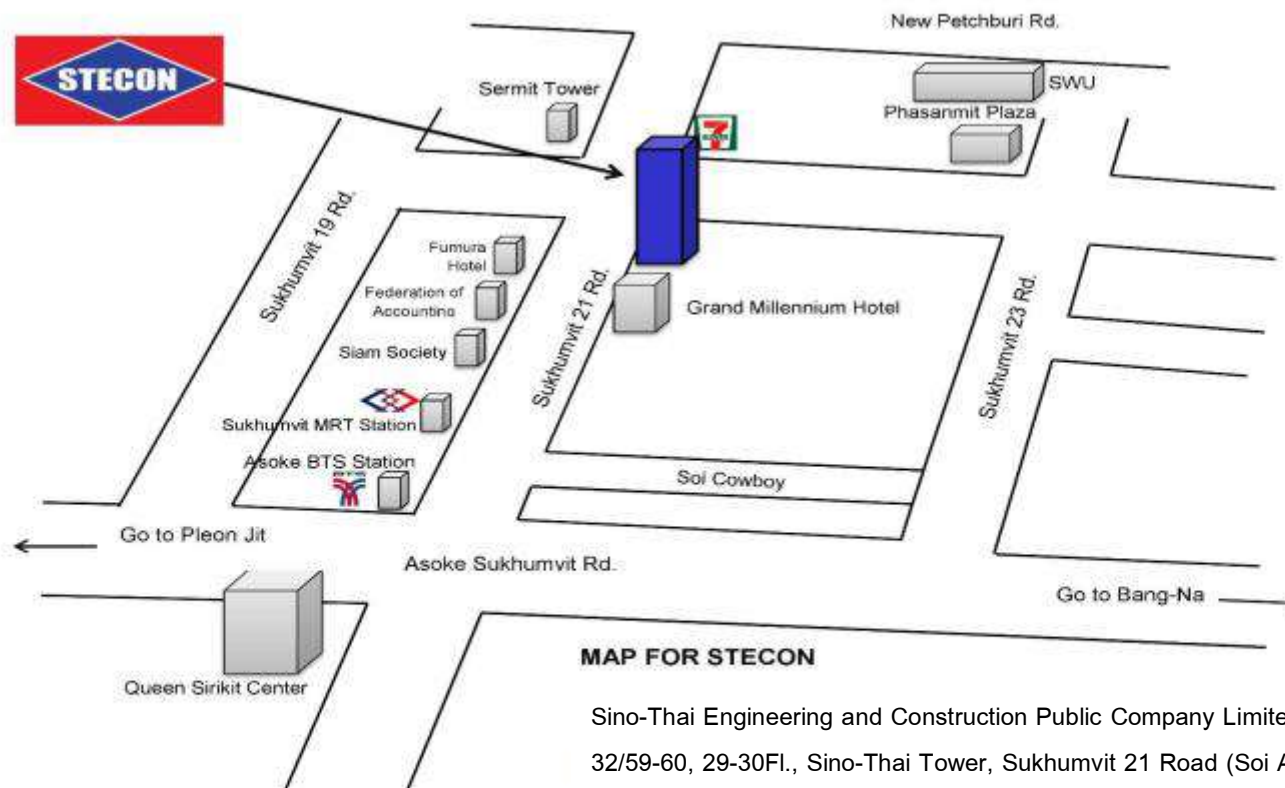 New Petchburi Rd.
STECON
Sermit Tower
SWU
Phasanmit Plaza
7
Sukhumvit 19 Rd.
Fumura
Hotel
Federation of
Accounting
Siam Society
Sukhumvit MRT Station
Asoke BTS Station
BTS
Sukhumvit 21 Rd.
Grand Millennium Hotel
Sukhumvit 23 Rd.
Soi Cowboy
Go to Pleon Jit
Asoke Sukhumvit Rd.
Go to Bang-Na
Queen Sirikit Center
MAP FOR STECON
Sino-Thai Engineering and Construction Public Company Limite
32/59-60, 29-30Fl., Sino-Thai Tower, Sukhumvit 21 Road (Soi A